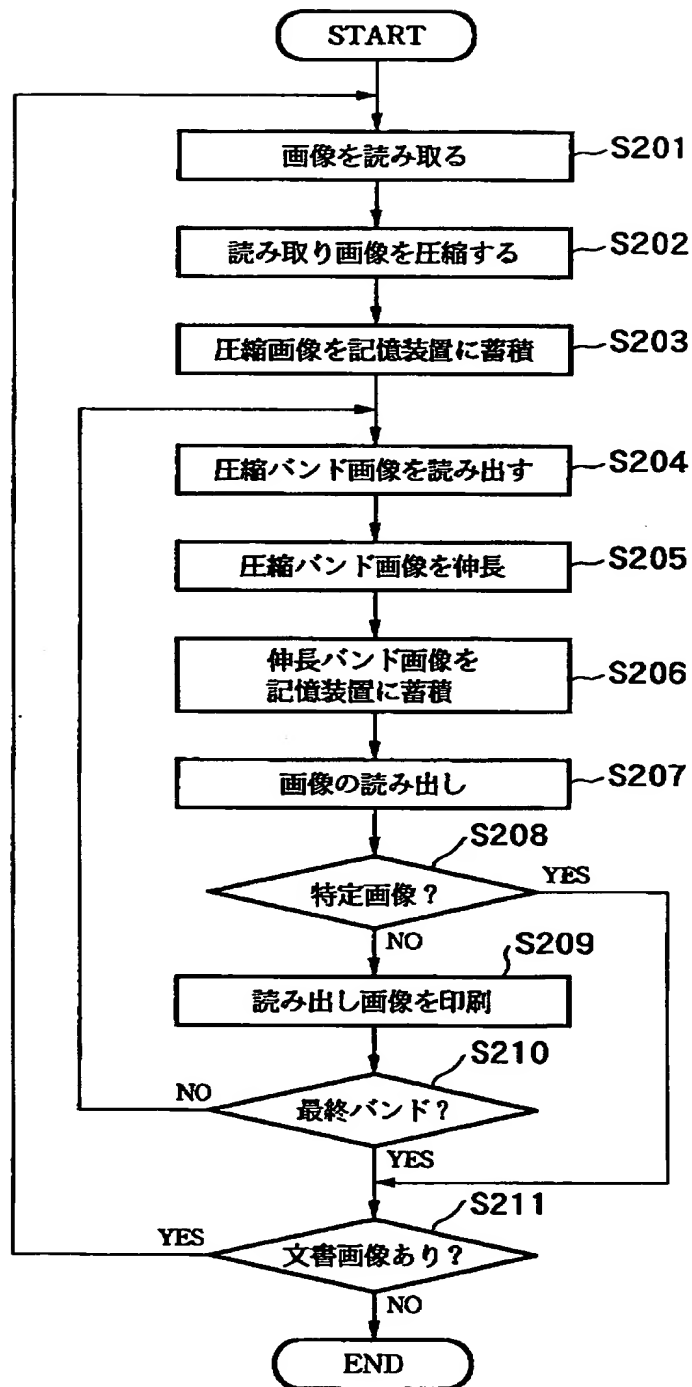 START
画像を読み取る
S201
読み取り画像を圧縮する
S202
圧縮画像を記憶装置に蓄積
S203
圧縮バンド画像を読み出す
S204
圧縮バンド画像を伸長
S205
伸長バンド画像を
記憶装置に蓄積
S206
画像の読み出し
S207
S208
特定画像？
YES
NO
S209
読み出し画像を印刷
S210
NO
最終バンド？
YES
S211
YES
文書画像あり？
NO
END